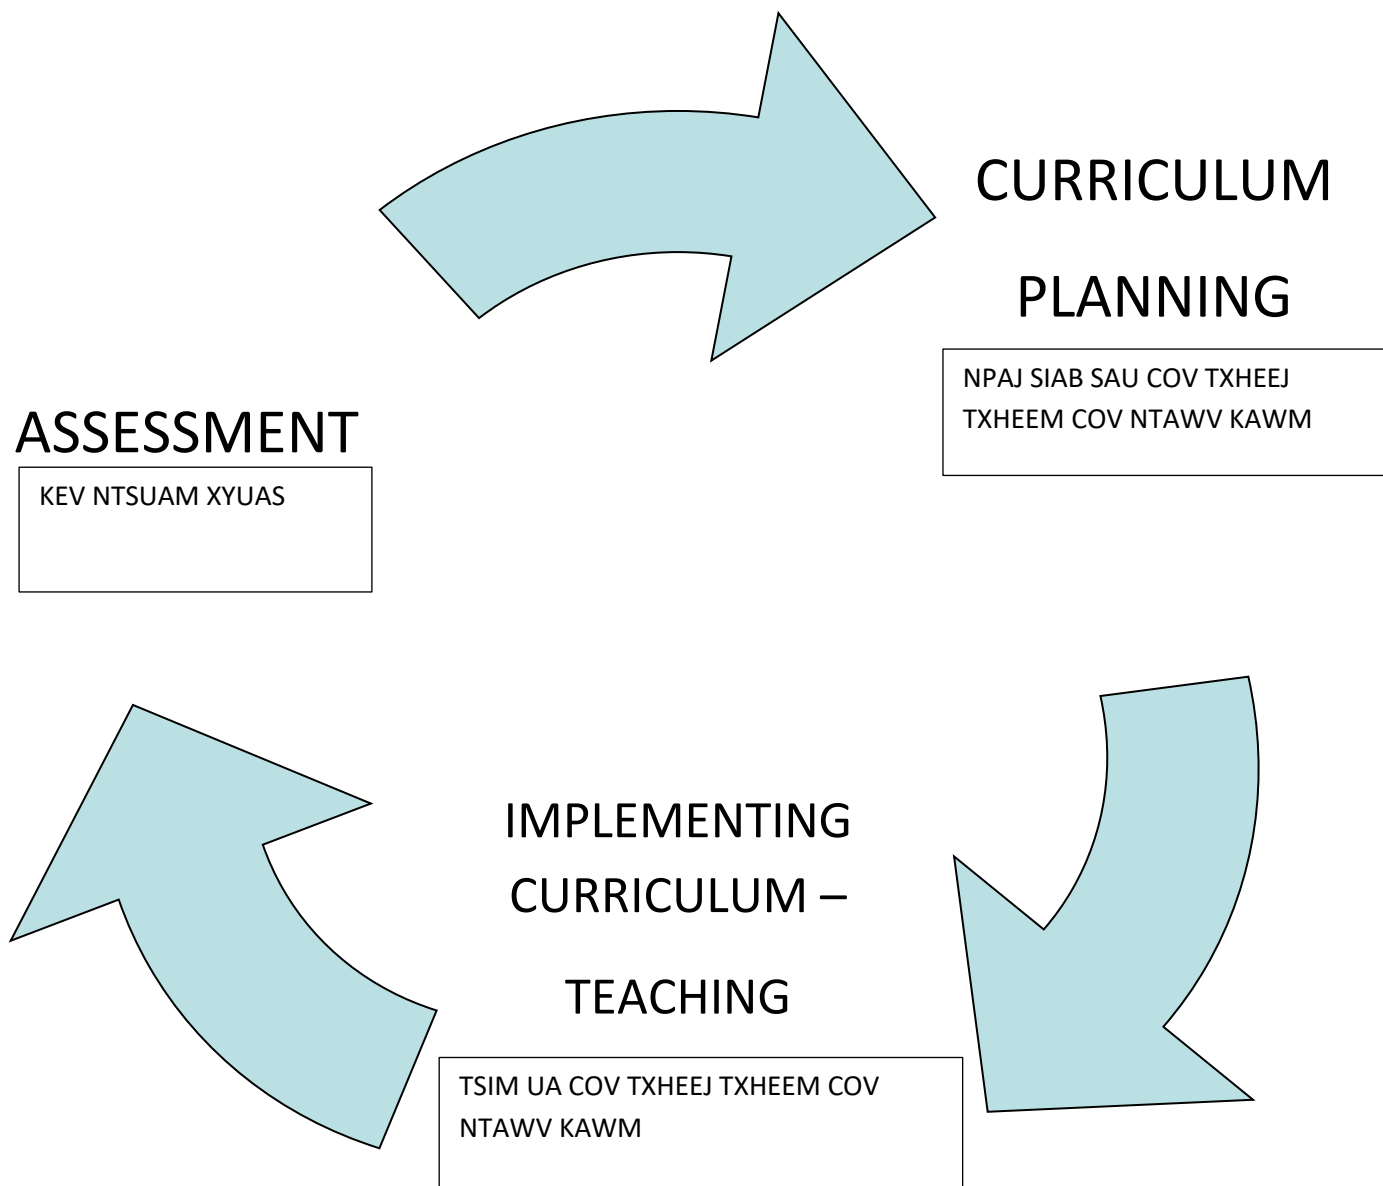 CURRICULUM
PLANNING
NPAJ SIAB SAU COV TXHEEJ
TXHEEM COV NTAWV KAWM
ASSESSMENT
KEV NTSUAM XYUAS
IMPLEMENTING
CURRICULUM –
TEACHING
TSIM UA COV TXHEEJ TXHEEM COV
NTAWV KAWM